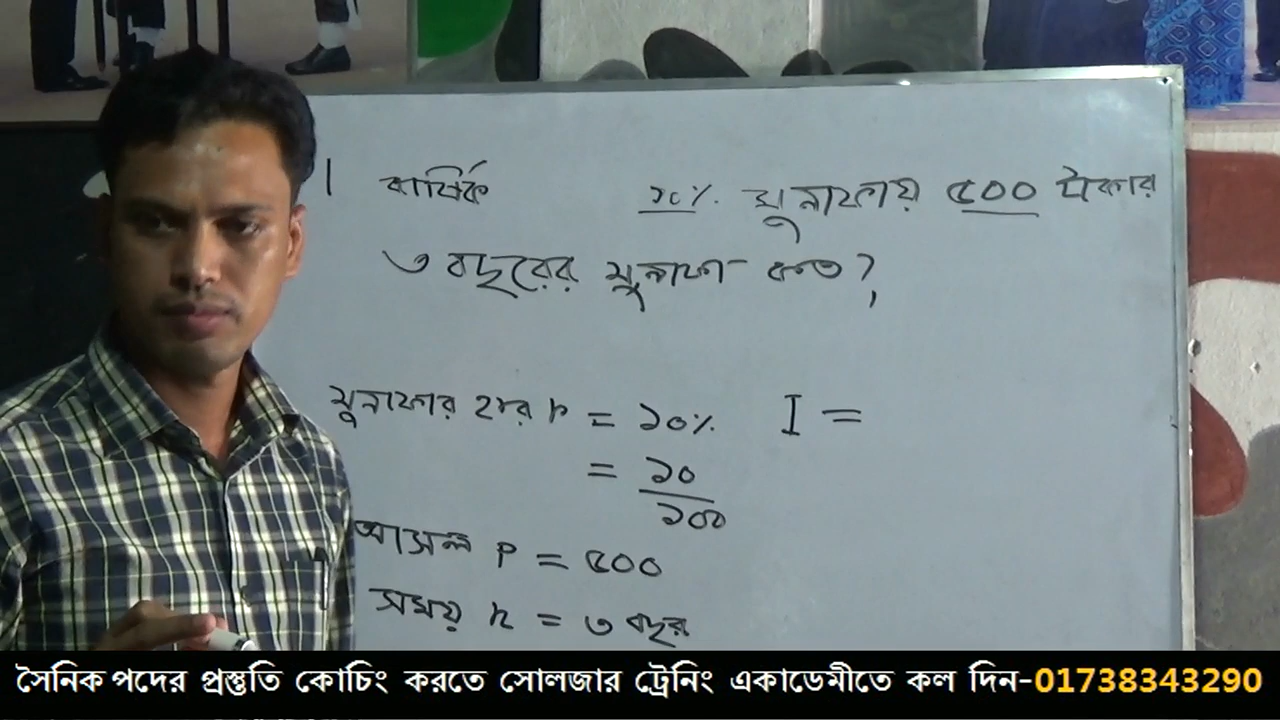 । বার্ষিক ১০% মুনাফায় ৫০০ টাকার
৩ বছরের মুনাফা কত?
মুনাফার হার r = ১০%
= ১০/১০০
I =
আসল P = ৫০০
সময় n = ৩ বছর
সৈনিক পদের প্রস্তুতি কোচিং করতে সোলজার ট্রেনিং একাডেমীতে কল দিন-01738343290